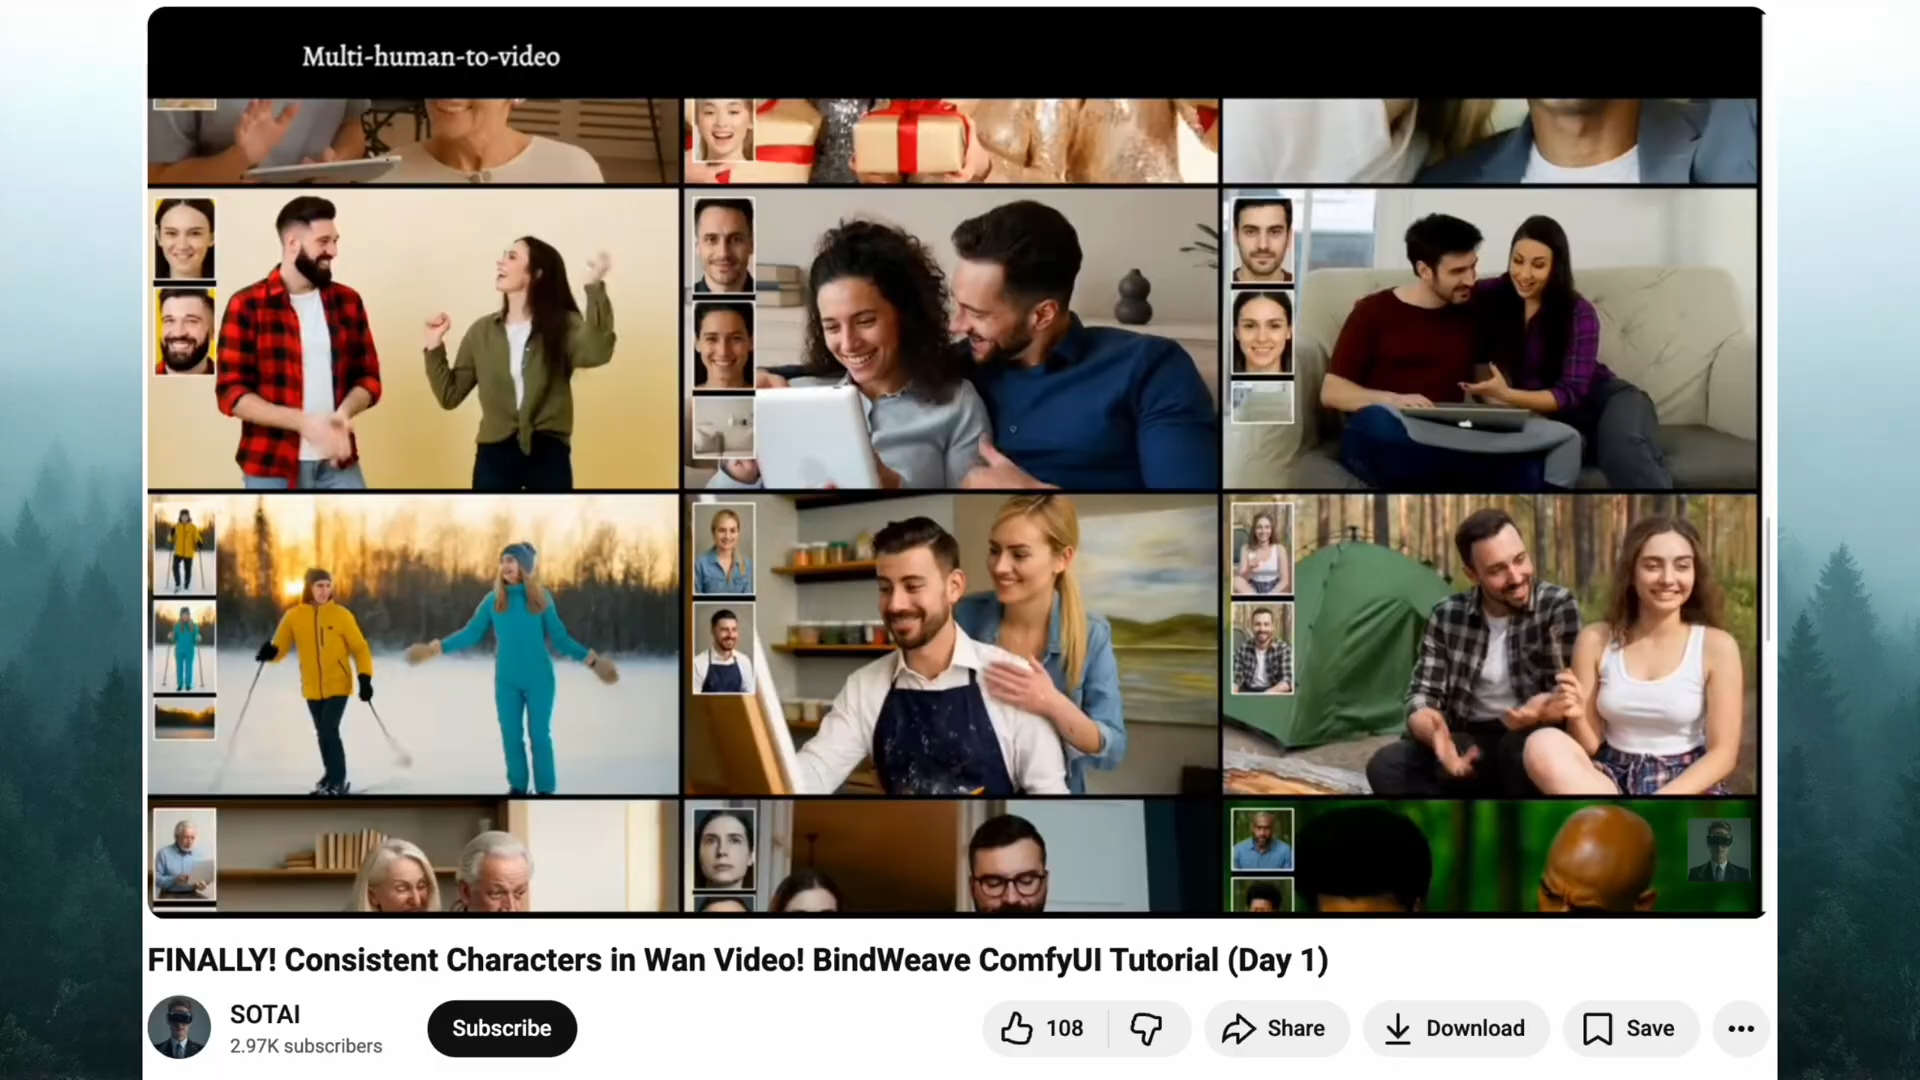 Multi-human-to-video
FINALLY! Consistent Characters in Wan Video! BindWeave ComfyUI Tutorial (Day 1)
SOTAI
2.97K subscribers
Subscribe
108
Share
Download
Save